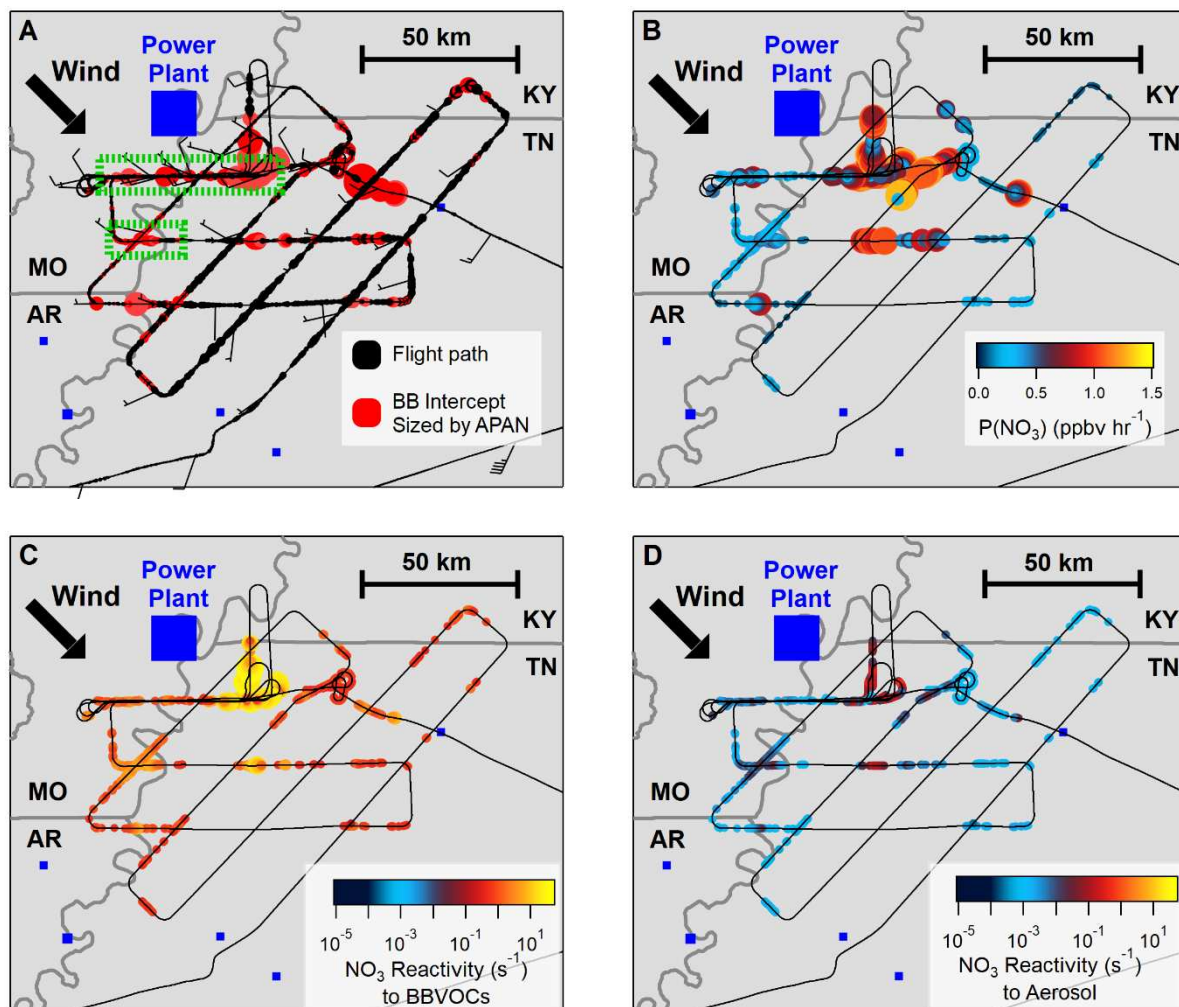 A
Power
Plant
50 km
Wind
KY
TN
MO
AR
Flight path
BB Intercept
Sized by APAN
B
Power
Plant
50 km
Wind
KY
TN
MO
AR
0.0 0.5 1.0 1.5
P(NO₃) (ppbv hr⁻¹)
C
Power
Plant
50 km
Wind
KY
TN
MO
AR
10⁻⁵ 10⁻³ 10⁻¹ 10¹
NO₃ Reactivity (s⁻¹)
to BBVOCs
D
Power
Plant
50 km
Wind
KY
TN
MO
AR
10⁻⁵ 10⁻³ 10⁻¹ 10¹
NO₃ Reactivity (s⁻¹)
to Aerosol